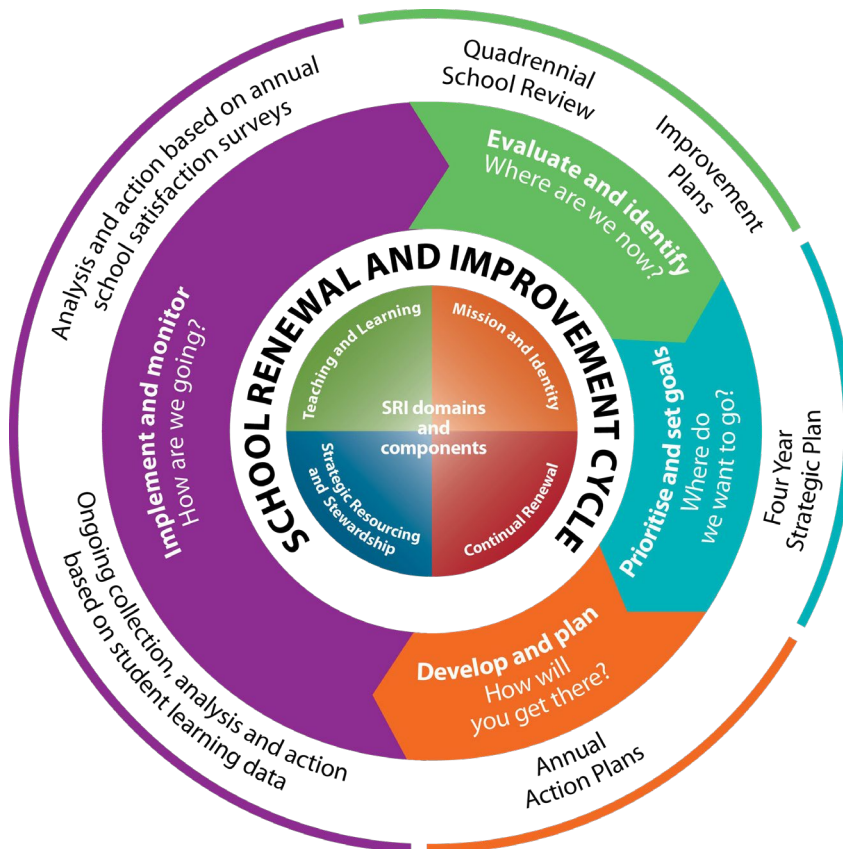 Quadrennial
School Review
Improvement
Plans
Evaluate and identify
Where are we now?
Four Year
Strategic Plan
Prioritise and set goals
Where do
we want to go?
Annual
Action Plans
Develop and plan
How will
you get there?
Ongoing collection, analysis and action
based on student learning data
Analysis and action based on annual
school satisfaction surveys
Implement and monitor
How are we going?
SCHOOL RENEWAL AND IMPROVEMENT CYCLE
Teaching and Learning
Mission and Identity
SRI domains
and
components
Strategic Resourcing
and Stewardship
Continual Renewal